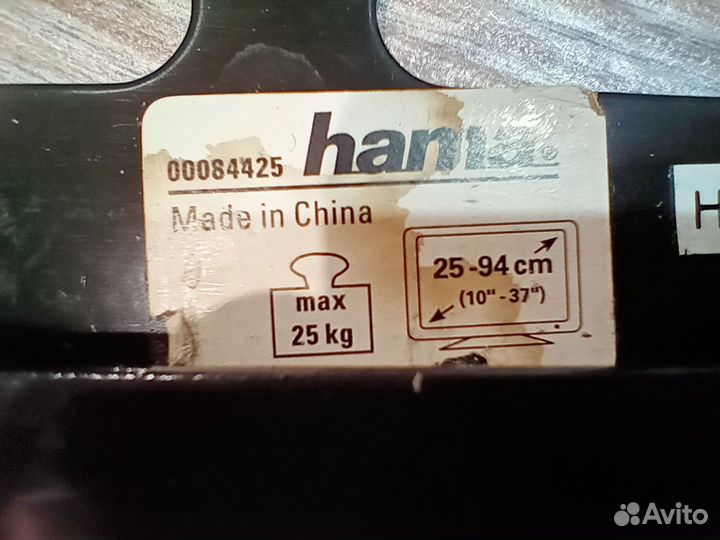 hama®
00084425
Made in China
max
25 kg
25-94 cm
(10"-37")
H
Avito